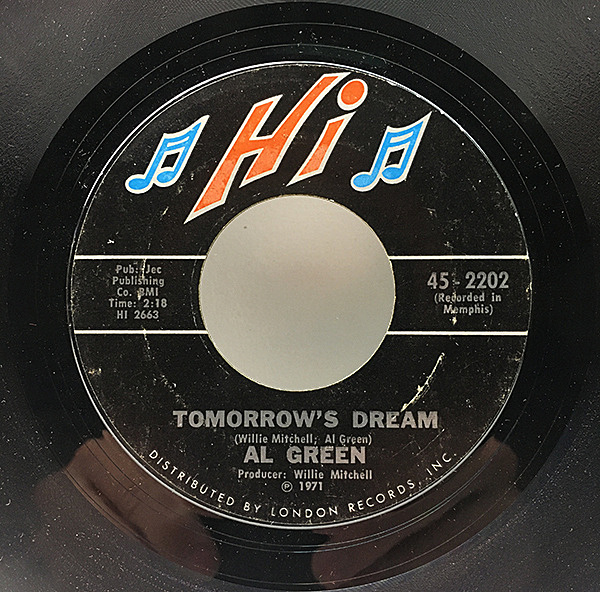 Hi
Pub: Jec
Publishing
Co. BMI
Time: 2:18
HI 2663
45-2202
(Recorded in
Memphis)
TOMORROW'S DREAM
(Willie Mitchell; Al Green)
AL GREEN
Producer: Willie Mitchell
℗ 1971
DISTRIBUTED BY LONDON RECORDS, INC.